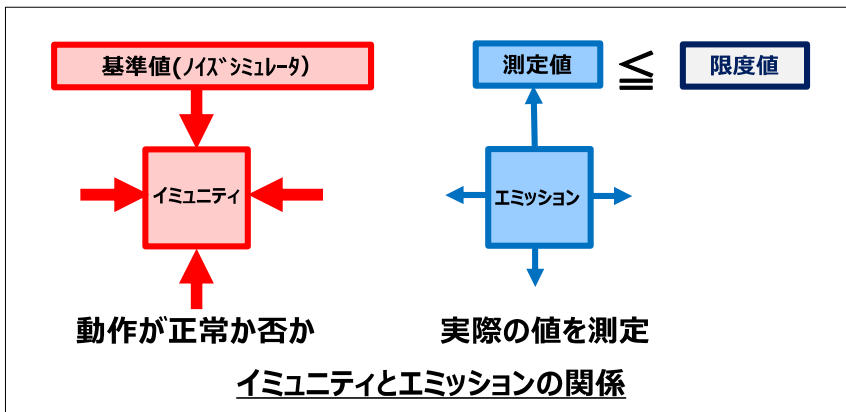 基準値(ノイズシミュレータ)
測定値 ≦ 限度値
イミュニティ
エミッション
動作が正常か否か
実際の値を測定
イミュニティとエミッションの関係